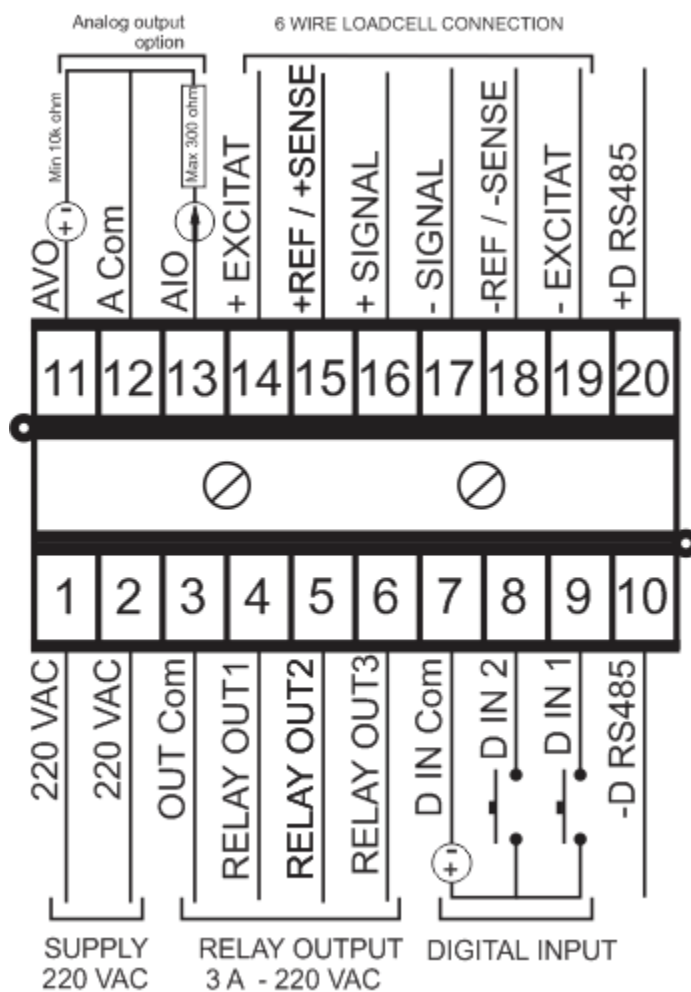 Analog output
option
6 WIRE LOADCELL CONNECTION
Min 10k ohm
Max 300 ohm
+ -
AVO
A Com
AIO
+ EXCITAT
+REF / +SENSE
+ SIGNAL
- SIGNAL
-REF / -SENSE
- EXCITAT
+D RS485
11 12 13 14 15 16 17 18 19 20
1 2 3 4 5 6 7 8 9 10
220 VAC
220 VAC
OUT Com
RELAY OUT1
RELAY OUT2
RELAY OUT3
D IN Com
D IN 2
D IN 1
-D RS485
+ -
SUPPLY
220 VAC
RELAY OUTPUT
3 A - 220 VAC
DIGITAL INPUT